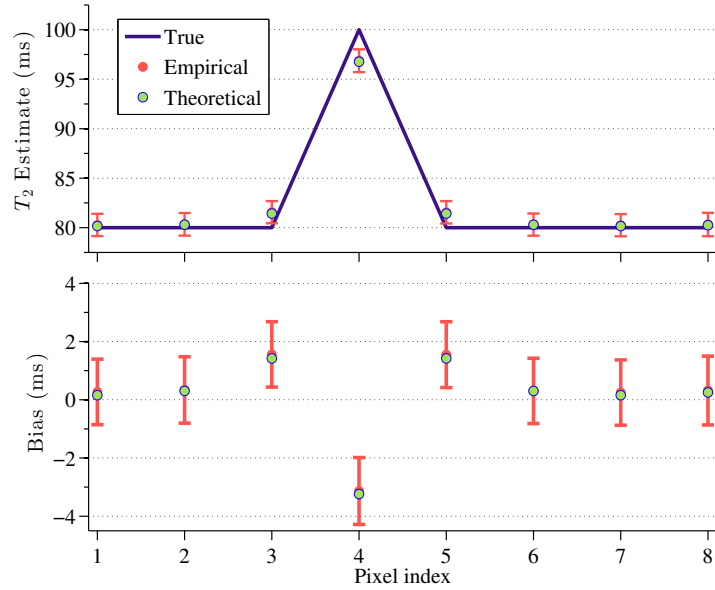 True
Empirical
Theoretical
T₂ Estimate (ms)
100
95
90
85
80
Bias (ms)
4
2
0
−2
−4
1 2 3 4 5 6 7 8
Pixel index